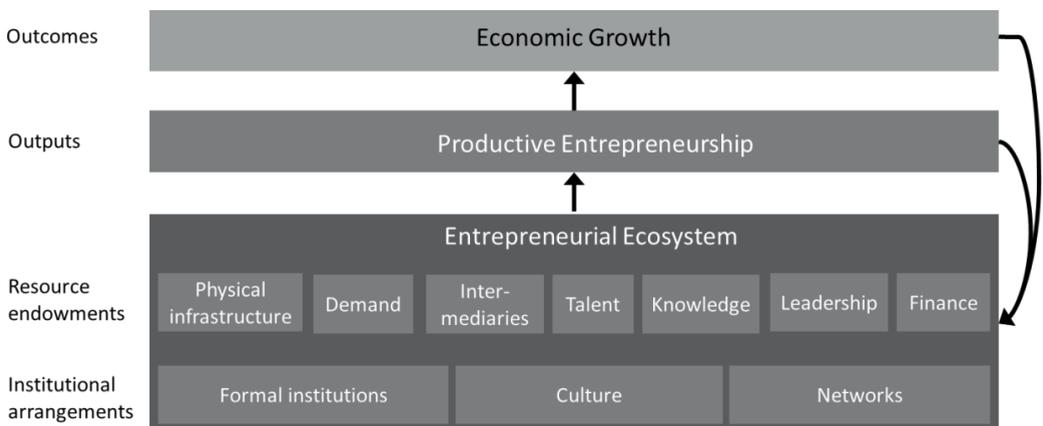 Outcomes
Economic Growth
Outputs
Productive Entrepreneurship
Entrepreneurial Ecosystem
Resource
endowments
Physical
infrastructure
Demand
Inter-
mediaries
Talent
Knowledge
Leadership
Finance
Institutional
arrangements
Formal institutions
Culture
Networks